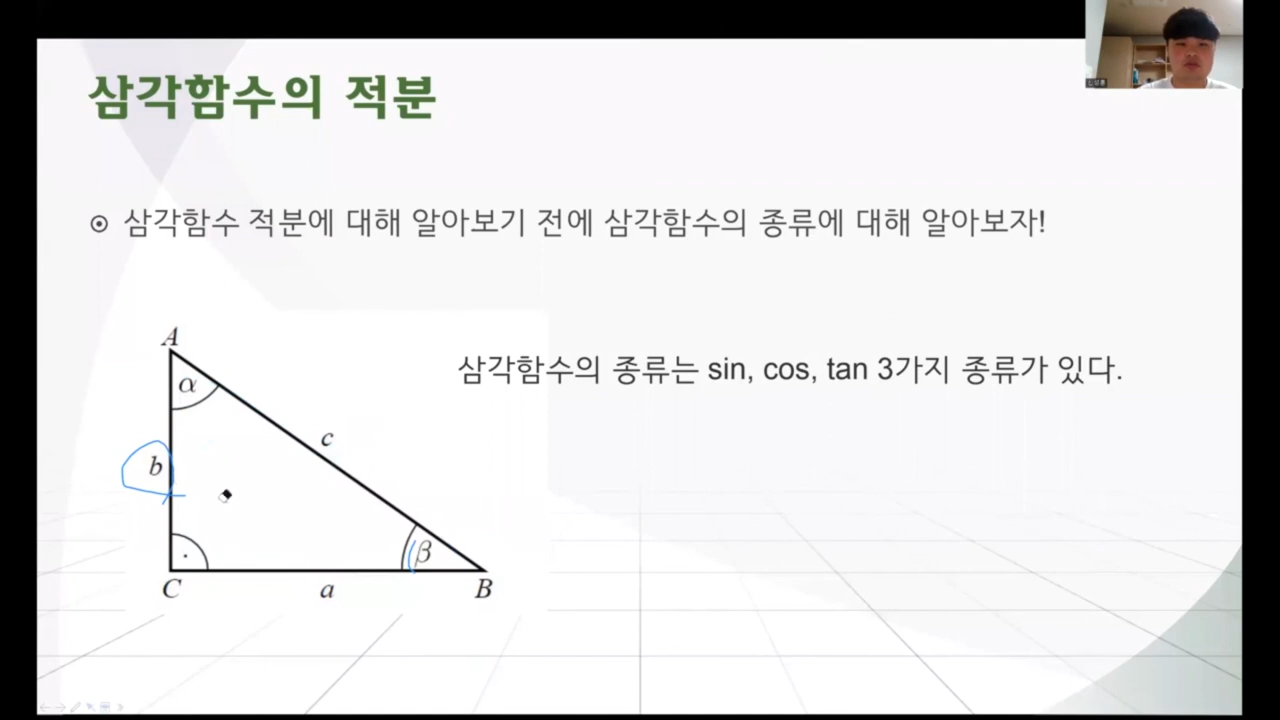 삼각함수의 적분
삼각함수 적분에 대해 알아보기 전에 삼각함수의 종류에 대해 알아보자!
삼각함수의 종류는 sin, cos, tan 3가지 종류가 있다.
A
α
c
b
β
C
a
B